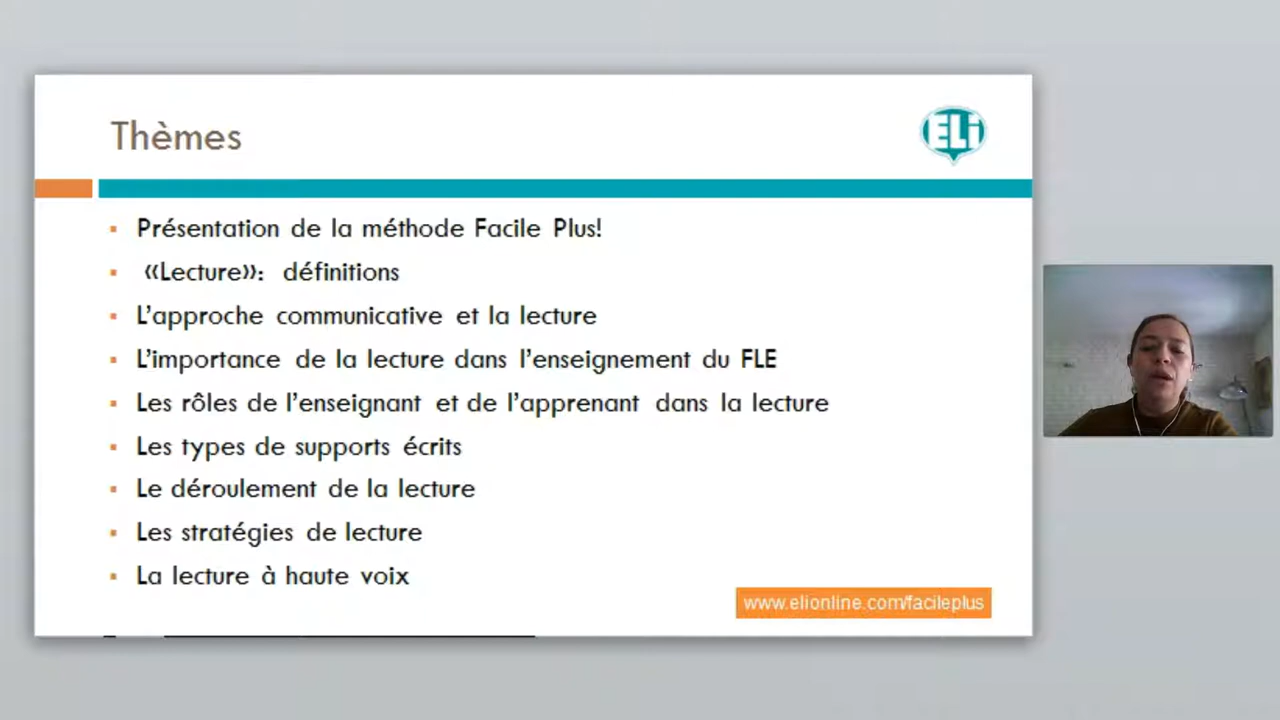 Thèmes
ELi
Présentation de la méthode Facile Plus!
«Lecture»: définitions
L'approche communicative et la lecture
L'importance de la lecture dans l'enseignement du FLE
Les rôles de l'enseignant et de l'apprenant dans la lecture
Les types de supports écrits
Le déroulement de la lecture
Les stratégies de lecture
La lecture à haute voix
www.elionline.com/facileplus